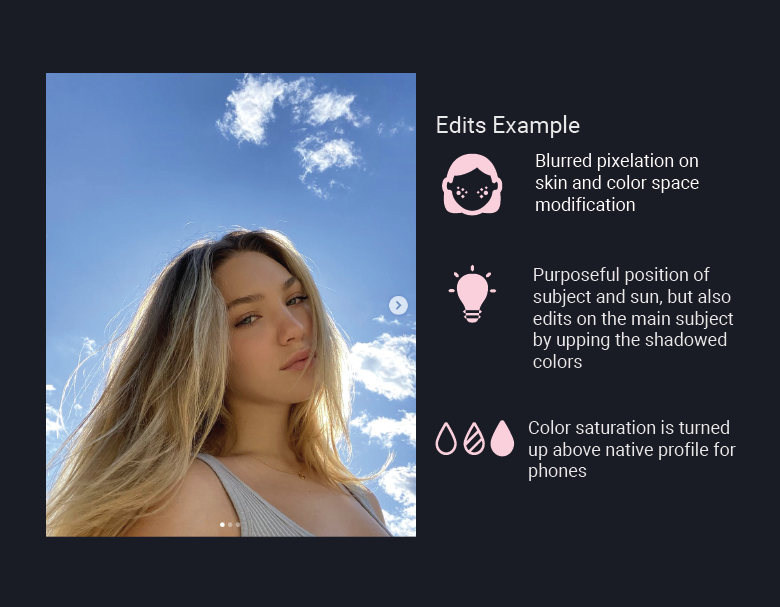 Edits Example
Blurred pixelation on
skin and color space
modification
Purposeful position of
subject and sun, but also
edits on the main subject
by upping the shadowed
colors
Color saturation is turned
up above native profile for
phones